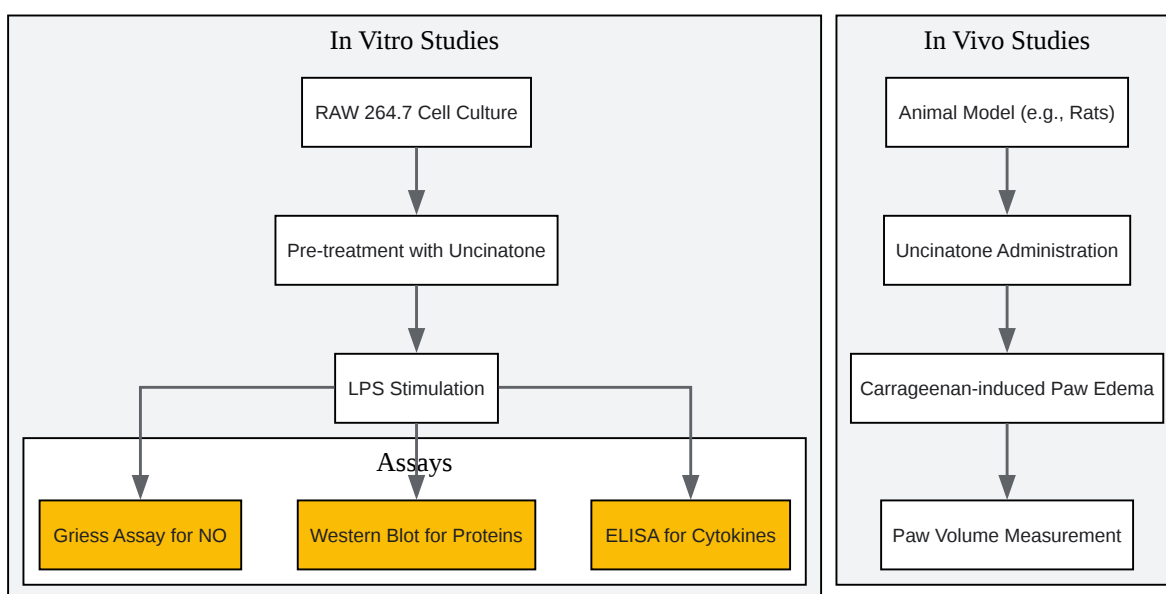 In Vitro Studies
RAW 264.7 Cell Culture
Pre-treatment with Uncinatone
LPS Stimulation
Assays
Griess Assay for NO
Western Blot for Proteins
ELISA for Cytokines
In Vivo Studies
Animal Model (e.g., Rats)
Uncinatone Administration
Carrageenan-induced Paw Edema
Paw Volume Measurement